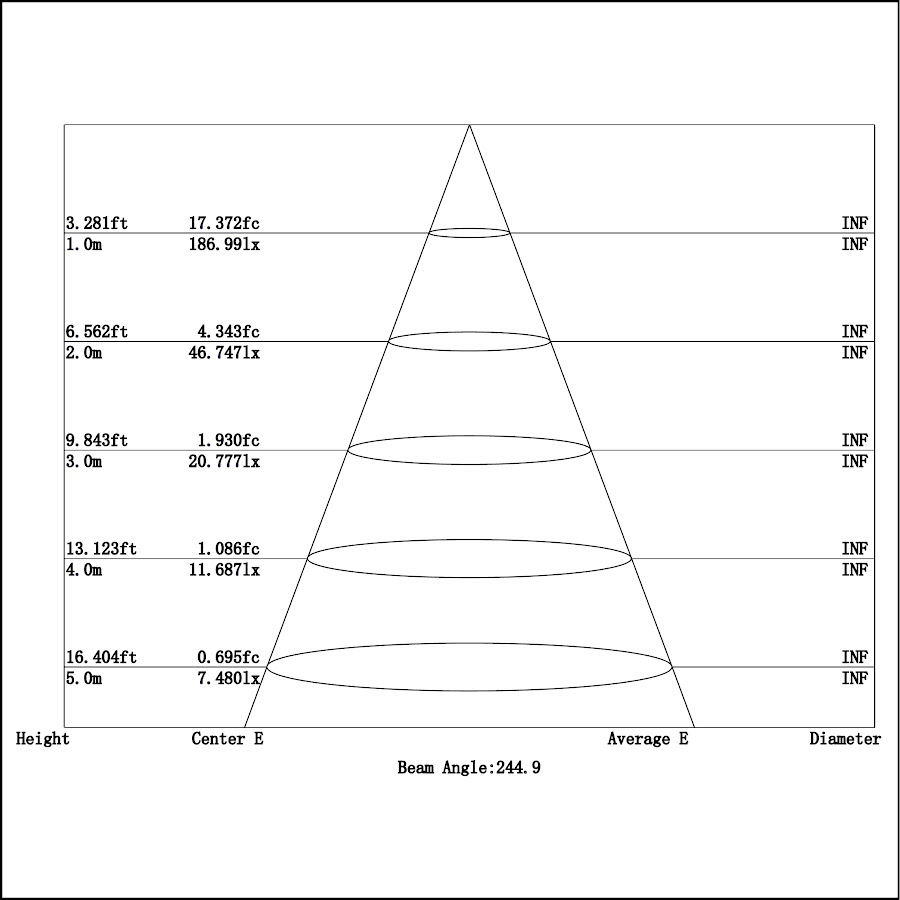 3.281ft 17.372fc INF
1.0m 186.99lx INF
6.562ft 4.343fc INF
2.0m 46.747lx INF
9.843ft 1.930fc INF
3.0m 20.777lx INF
13.123ft 1.086fc INF
4.0m 11.687lx INF
16.404ft 0.695fc INF
5.0m 7.480lx INF
Height Center E Average E Diameter
Beam Angle:244.9